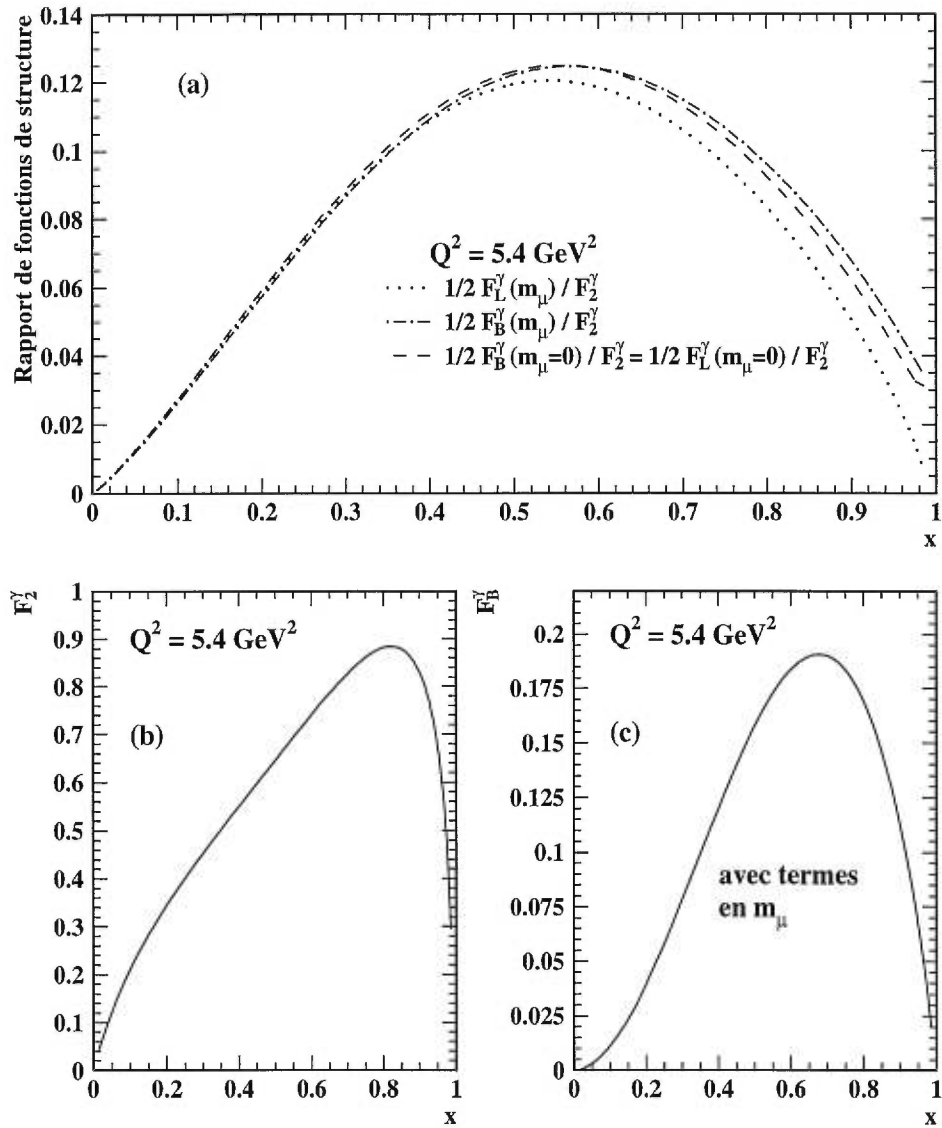 Rapport de fonctions de structure
0.14
0.12
0.1
0.08
0.06
0.04
0.02
0
(a)
Q² = 5.4 GeV²
1/2 F_L^γ(m_μ) / F_2^γ
1/2 F_B^γ(m_μ) / F_2^γ
1/2 F_B^γ(m_μ=0) / F_2^γ = 1/2 F_L^γ(m_μ=0) / F_2^γ
0 0.1 0.2 0.3 0.4 0.5 0.6 0.7 0.8 0.9 1
x
F_2^γ
1
0.9
0.8
0.7
0.6
0.5
0.4
0.3
0.2
0.1
0
Q² = 5.4 GeV²
(b)
0 0.2 0.4 0.6 0.8 1
x
F_B^γ
0.2
0.175
0.15
0.125
0.1
0.075
0.05
0.025
0
Q² = 5.4 GeV²
(c)
avec termes
en m_μ
0 0.2 0.4 0.6 0.8 1
x